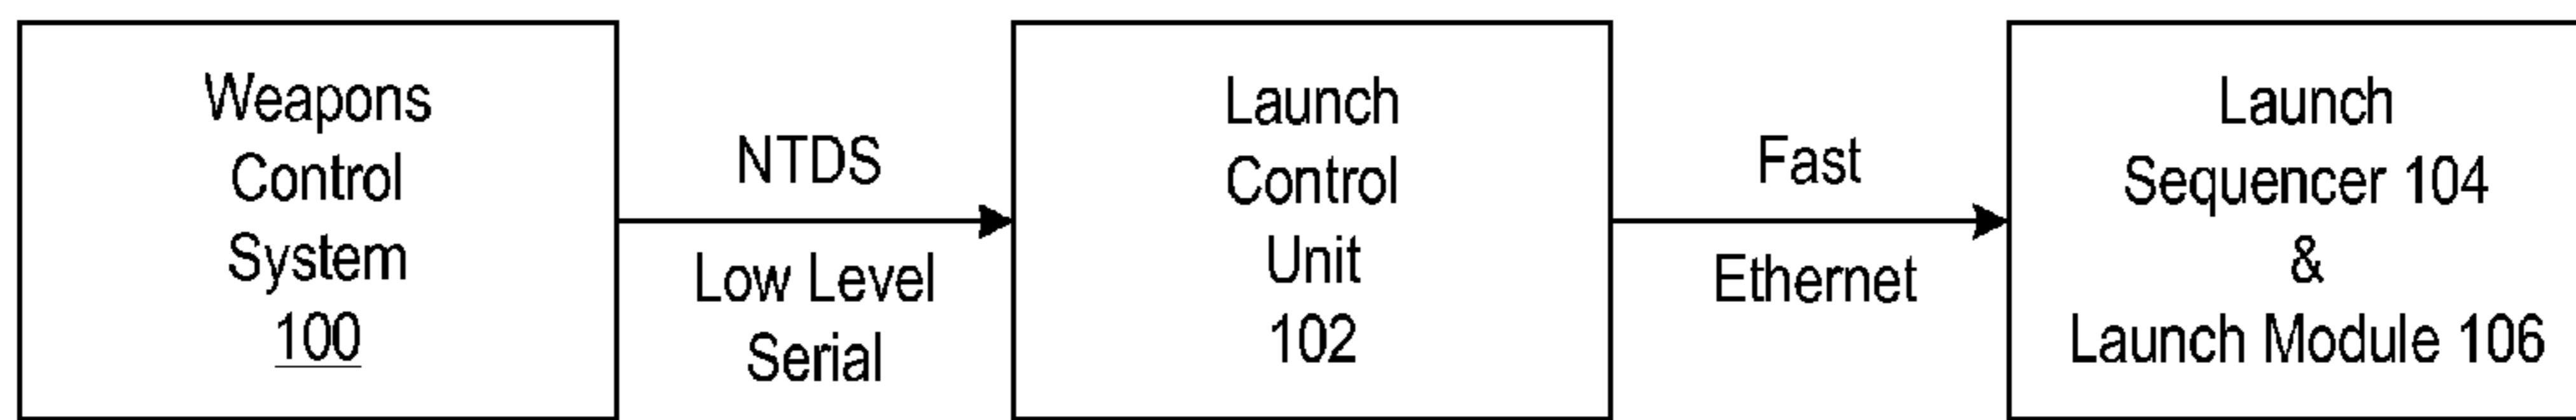 Weapons
Control
System
100
NTDS
Low Level
Serial
Launch
Control
Unit
102
Fast
Ethernet
Launch
Sequencer 104
&
Launch Module 106